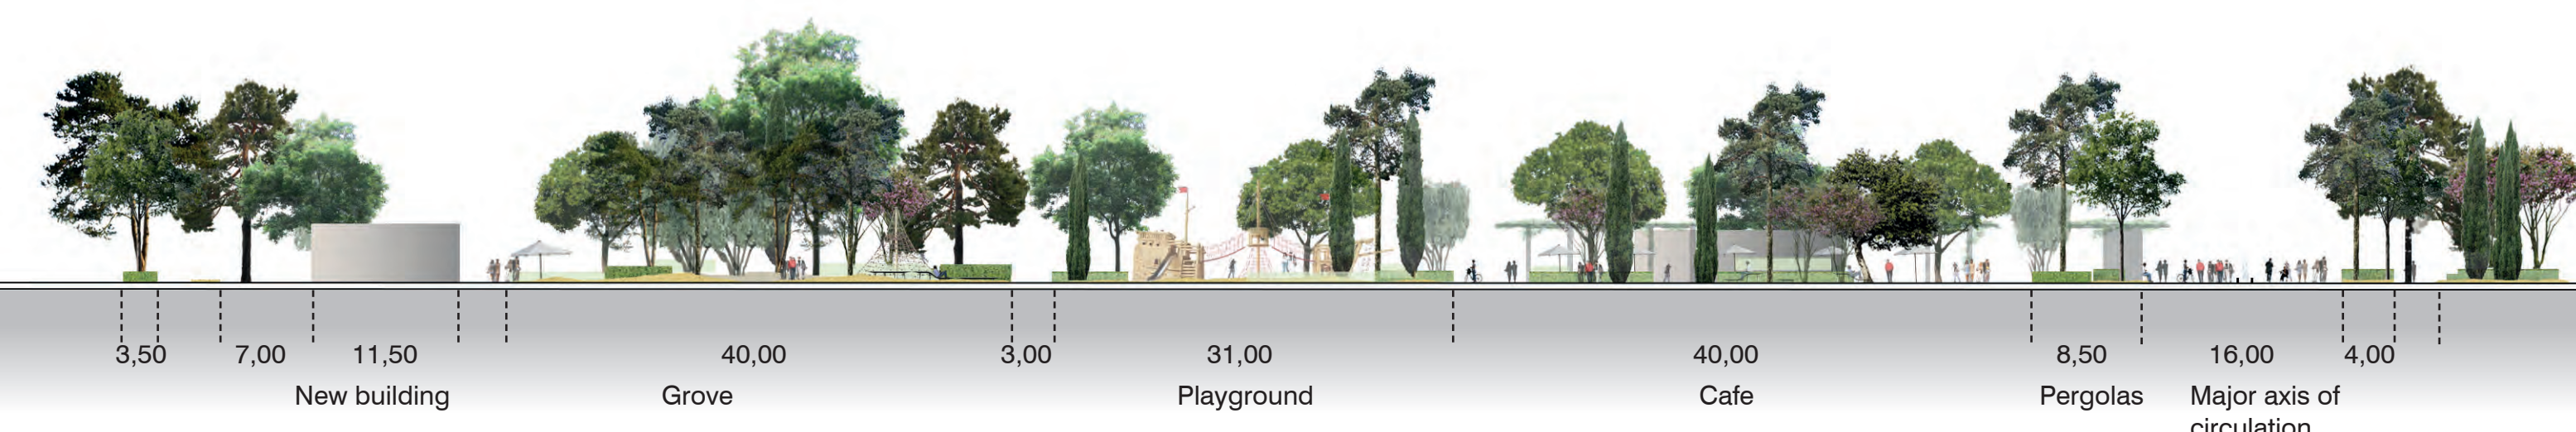 3,50 7,00 11,50 40,00 3,00 31,00 40,00 8,50 16,00 4,00
New building Grove Playground Cafe Pergolas Major axis of
circulation